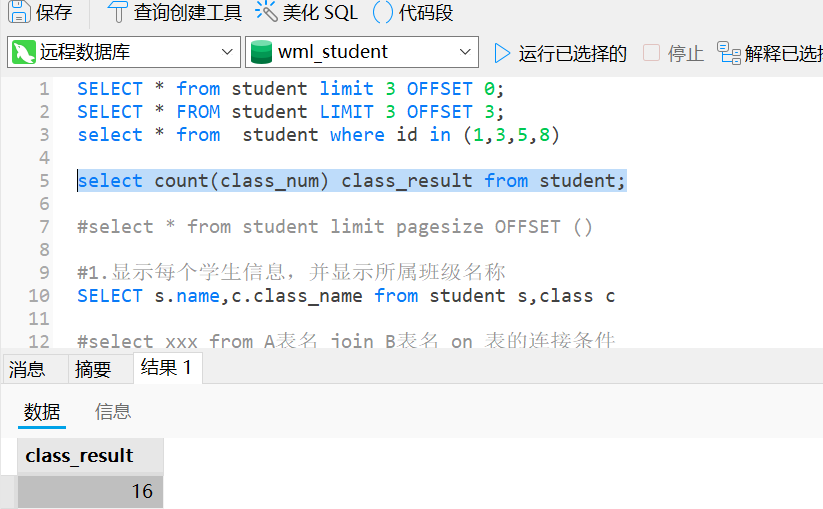 保存 查询创建工具 美化 SQL () 代码段
远程数据库 wml_student 运行已选择的 停止 解释已选择
1 SELECT * from student limit 3 OFFSET 0;
2 SELECT * FROM student LIMIT 3 OFFSET 3;
3 select * from  student where id in (1,3,5,8)
4
5 select count(class_num) class_result from student;
6
7 #select * from student limit pagesize OFFSET ()
8
9 #1.显示每个学生信息，并显示所属班级名称
10 SELECT s.name,c.class_name from student s,class c
11
12 #select xxx from A表名 join B表名 on 表的连接条件
消息 摘要 结果 1
数据 信息
class_result
16